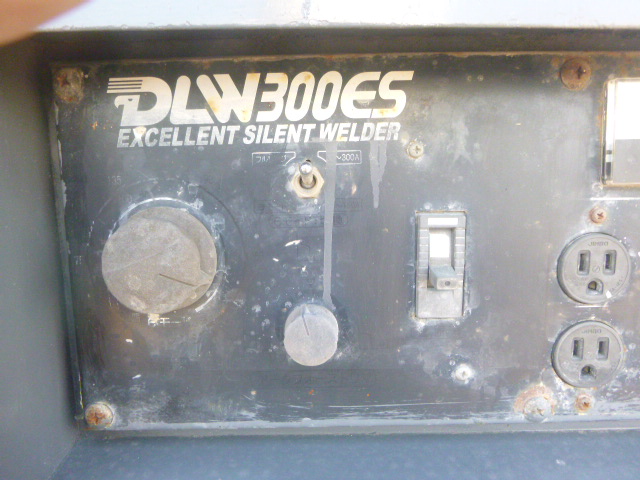 DLW300ES
EXCELLENT SILENT WELDER
~300A